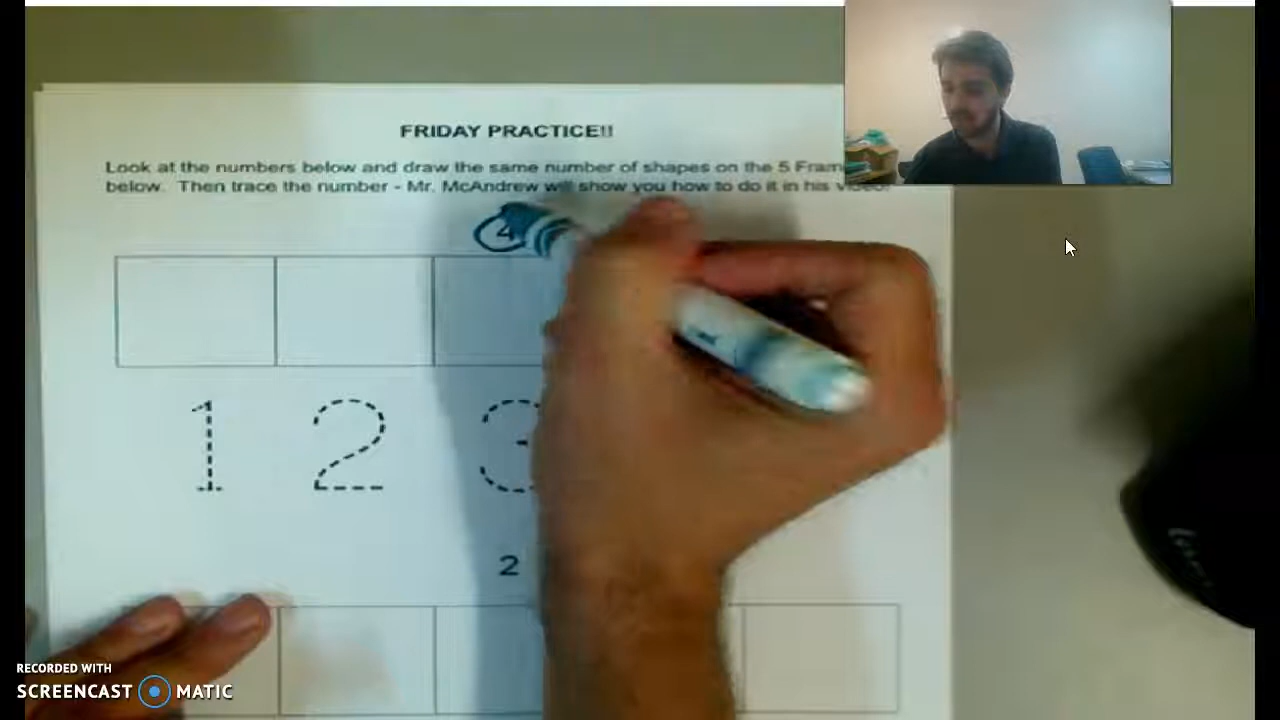 FRIDAY PRACTICE!!
Look at the numbers below and draw the same number of shapes on the 5 Fram
below. Then trace the number - Mr. McAndrew will show you how to do it in his video!
4
1 2 3
2
RECORDED WITH
SCREENCAST MATIC